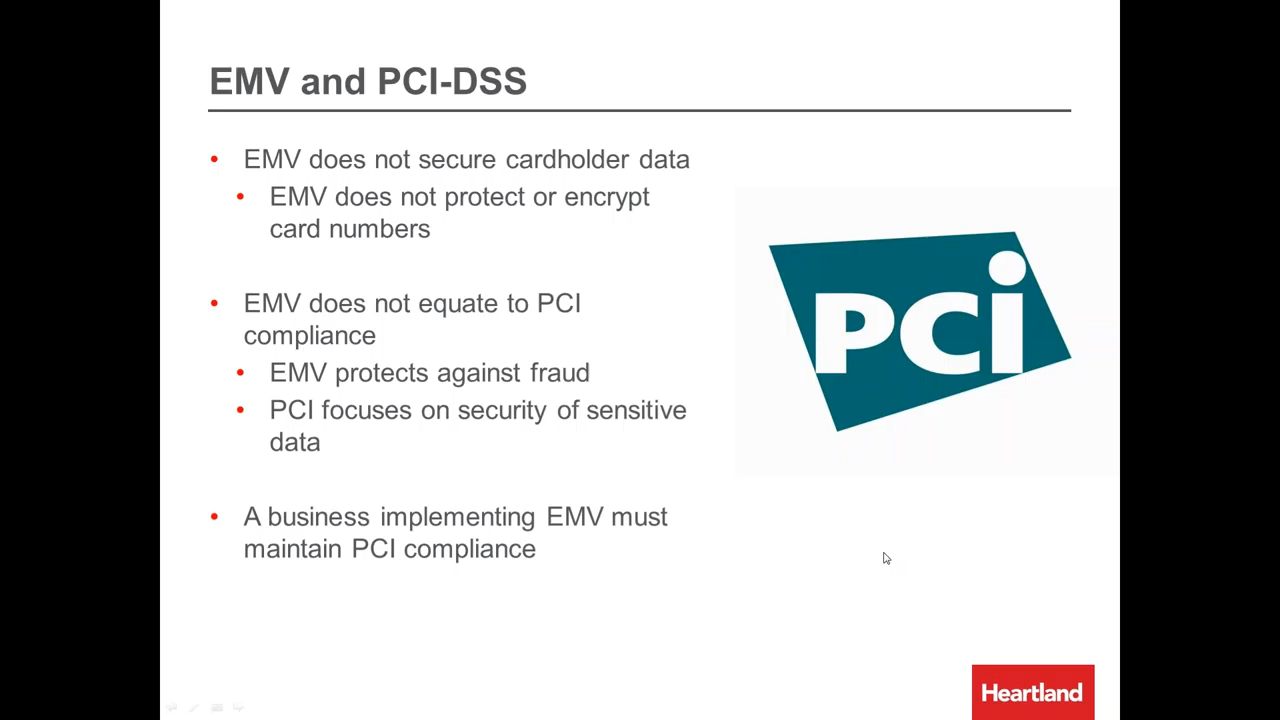 EMV and PCI-DSS
• EMV does not secure cardholder data
• EMV does not protect or encrypt
card numbers
• EMV does not equate to PCI
compliance
• EMV protects against fraud
• PCI focuses on security of sensitive
data
• A business implementing EMV must
maintain PCI compliance
PCi
Heartland